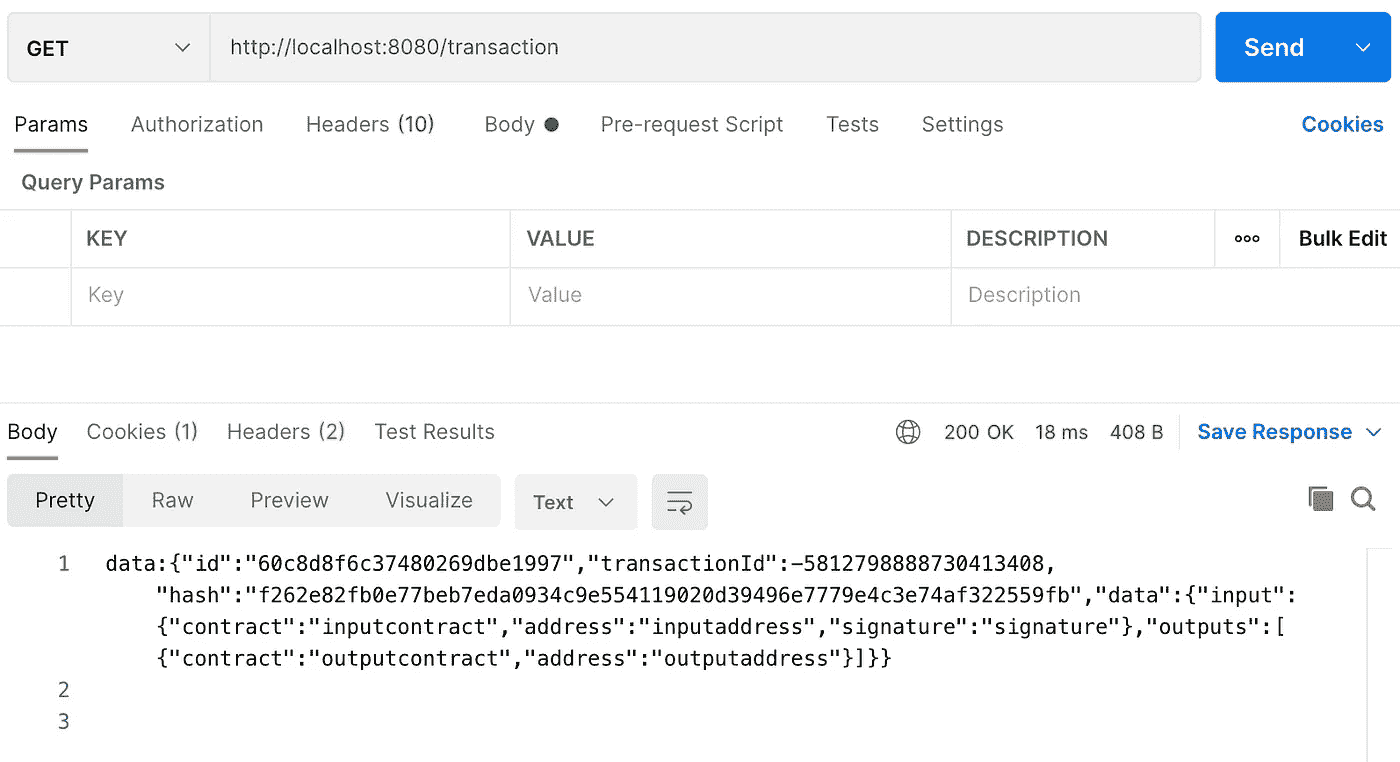 GET http://localhost:8080/transaction Send
Params Authorization Headers (10) Body Pre-request Script Tests Settings Cookies
Query Params
KEY VALUE DESCRIPTION ooo Bulk Edit
Key Value Description
Body Cookies (1) Headers (2) Test Results 200 OK 18 ms 408 B Save Response
Pretty Raw Preview Visualize Text
1 data:{"id":"60c8d8f6c37480269dbe1997","transactionId":-5812798888730413408,
"hash":"f262e82fb0e77beb7eda0934c9e554119020d39496e7779e4c3e74af322559fb","data":{"input":
{"contract":"inputcontract","address":"inputaddress","signature":"signature"},"outputs":[
{"contract":"outputcontract","address":"outputaddress"}]}}
2
3